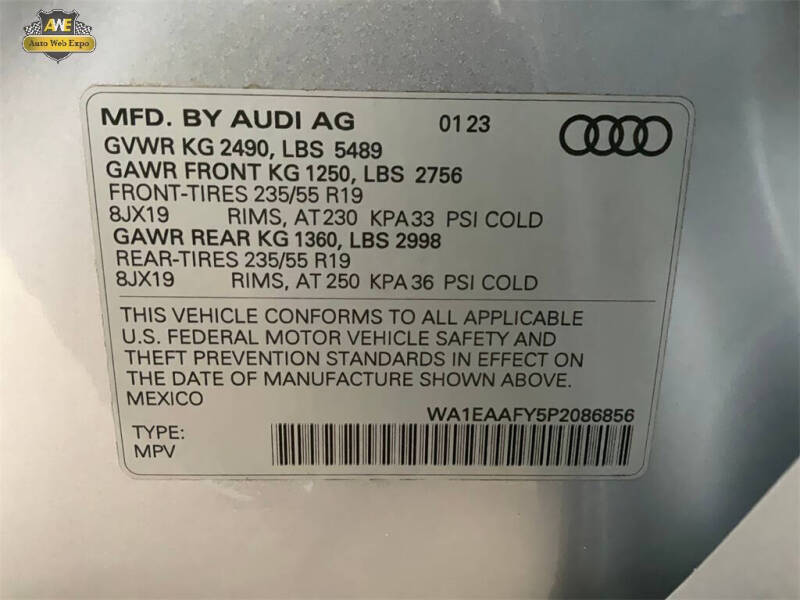 AWE
Auto Web Expo
MFD. BY AUDI AG 01 23
GVWR KG 2490, LBS 5489
GAWR FRONT KG 1250, LBS 2756
FRONT-TIRES 235/55 R19
8JX19 RIMS, AT 230 KPA 33 PSI COLD
GAWR REAR KG 1360, LBS 2998
REAR-TIRES 235/55 R19
8JX19 RIMS, AT 250 KPA 36 PSI COLD
THIS VEHICLE CONFORMS TO ALL APPLICABLE
U.S. FEDERAL MOTOR VEHICLE SAFETY AND
THEFT PREVENTION STANDARDS IN EFFECT ON
THE DATE OF MANUFACTURE SHOWN ABOVE.
MEXICO
WA1EAAFY5P2086856
TYPE:
MPV